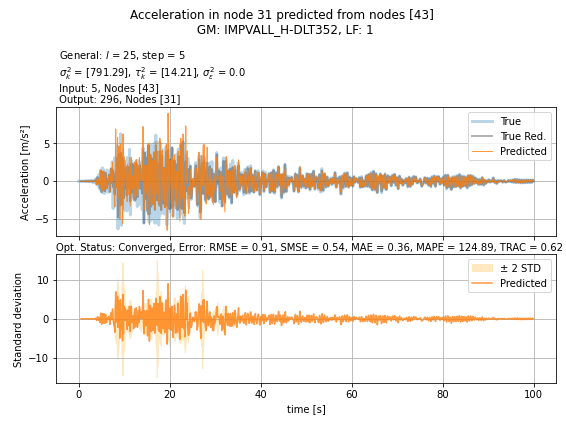 Acceleration in node 31 predicted from nodes [43]
GM: IMPVALL_H-DLT352, LF: 1
General: l = 25, step = 5
σ²ₖ = [791.29], τ²ₖ = [14.21], σ²ε = 0.0
Input: 5, Nodes [43]
Output: 296, Nodes [31]
Acceleration [m/s²]
5
0
−5
True
True Red.
Predicted
Opt. Status: Converged, Error: RMSE = 0.91, SMSE = 0.54, MAE = 0.36, MAPE = 124.89, TRAC = 0.62
Standard deviation
10
0
−10
± 2 STD
Predicted
0 20 40 60 80 100
time [s]